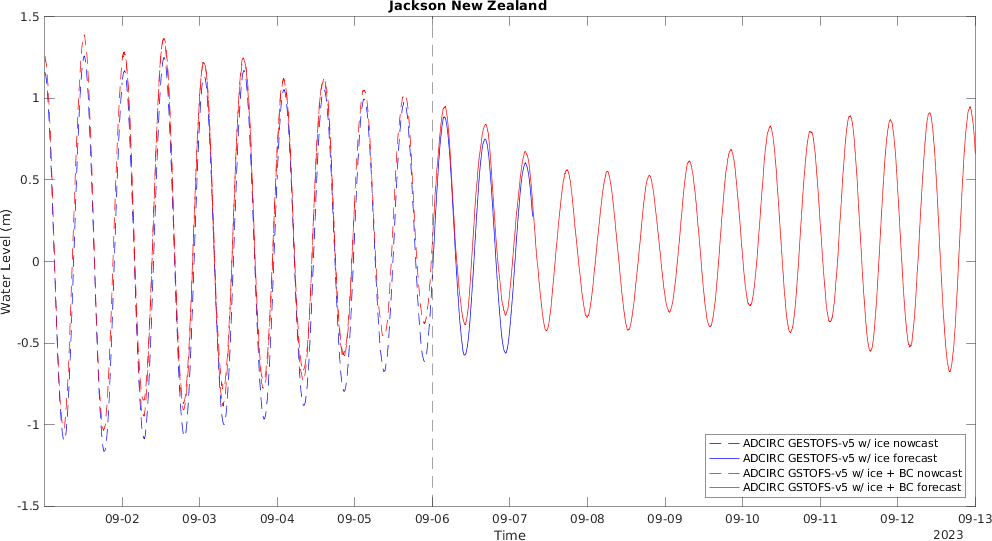 Jackson New Zealand
1.5
1
0.5
0
-0.5
-1
-1.5
Water Level (m)
ADCIRC GESTOFS-v5 w/ ice nowcast
ADCIRC GESTOFS-v5 w/ ice forecast
ADCIRC GSTOFS-v5 w/ ice + BC nowcast
ADCIRC GSTOFS-v5 w/ ice + BC forecast
09-02 09-03 09-04 09-05 09-06 09-07 09-08 09-09 09-10 09-11 09-12 09-13
Time
2023